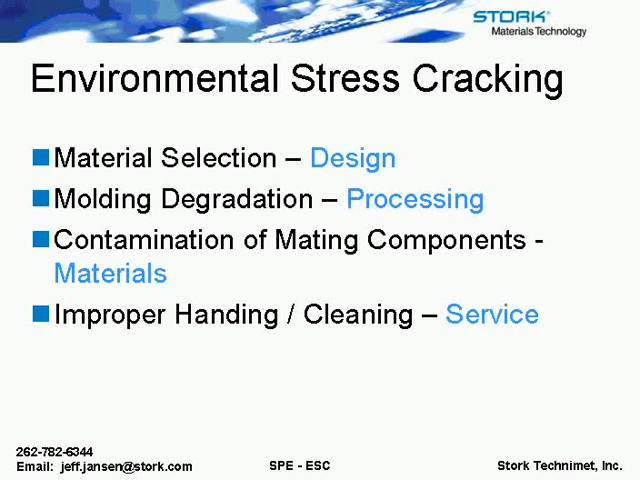 STORK®
Materials Technology
Environmental Stress Cracking
Material Selection – Design
Molding Degradation – Processing
Contamination of Mating Components -
Materials
Improper Handing / Cleaning – Service
262-782-6344
Email: jeff.jansen@stork.com
SPE - ESC
Stork Technimet, Inc.